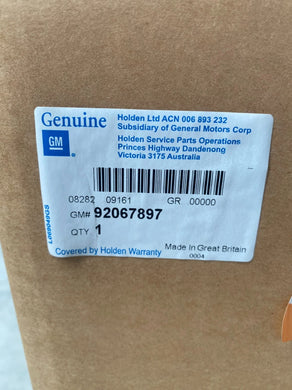 Genuine
GM
Holden Ltd ACN 006 893 232
Subsidiary of General Motors Corp
Holden Service Parts Operations
Princes Highway Dandenong
Victoria 3175 Australia
08282 09161 GR 00000
GM# 92067897
QTY 1
Covered by Holden Warranty
Made In Great Britain
0004